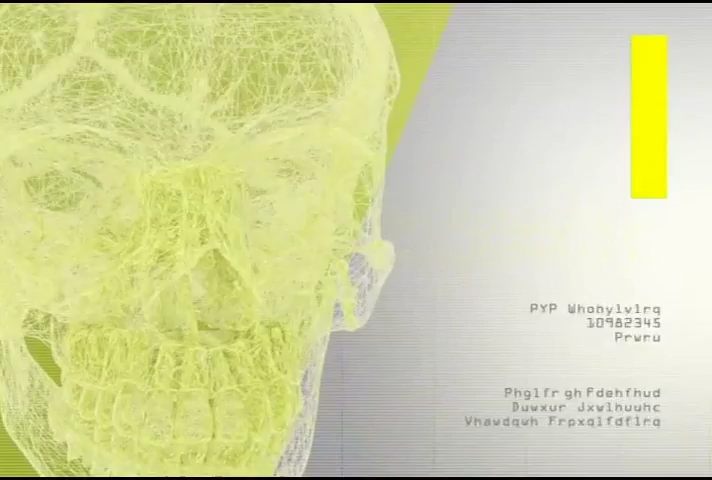 PYP Whohylvlrq
10982345
Prwru
Phglfr gh Fdehfhud
Duwxur Jxwlhuuhc
Vhawdqwh Frpxqlfdflrq